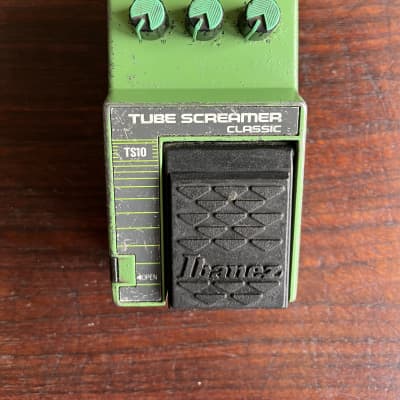 TUBE SCREAMER
CLASSIC
TS10
Ibanez
OPEN